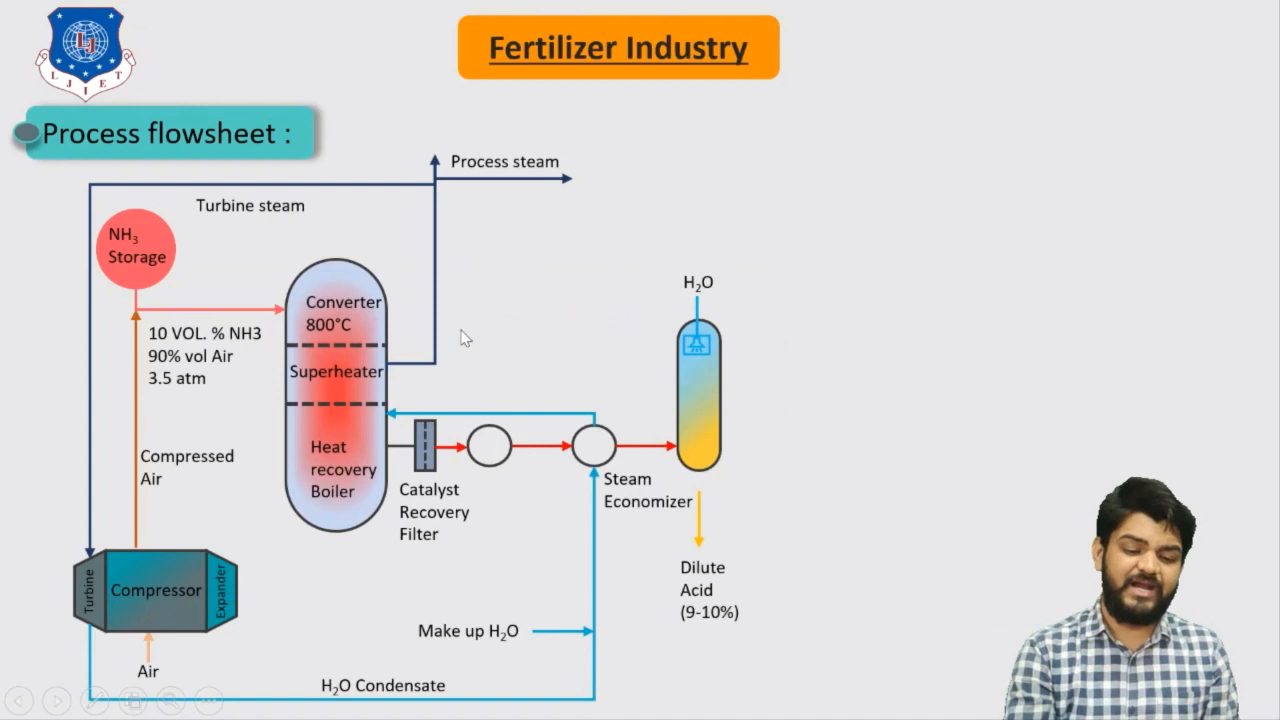 L J I E T
Fertilizer Industry
Process flowsheet :
Process steam
Turbine steam
NH₃
Storage
H₂O
Converter
800°C
10 VOL. % NH3
90% vol Air
3.5 atm
Superheater
Compressed
Air
Heat
recovery
Boiler
Catalyst
Recovery
Filter
Steam
Economizer
Turbine
Compressor
Expander
Dilute
Acid
(9-10%)
Make up H₂O
Air
H₂O Condensate